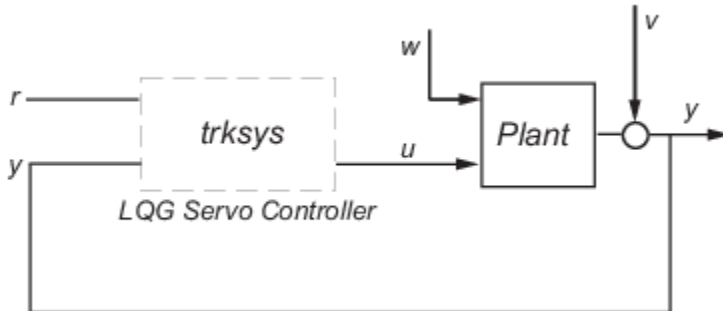 v
w
r
trksys
Plant
y
y
u
LQG Servo Controller